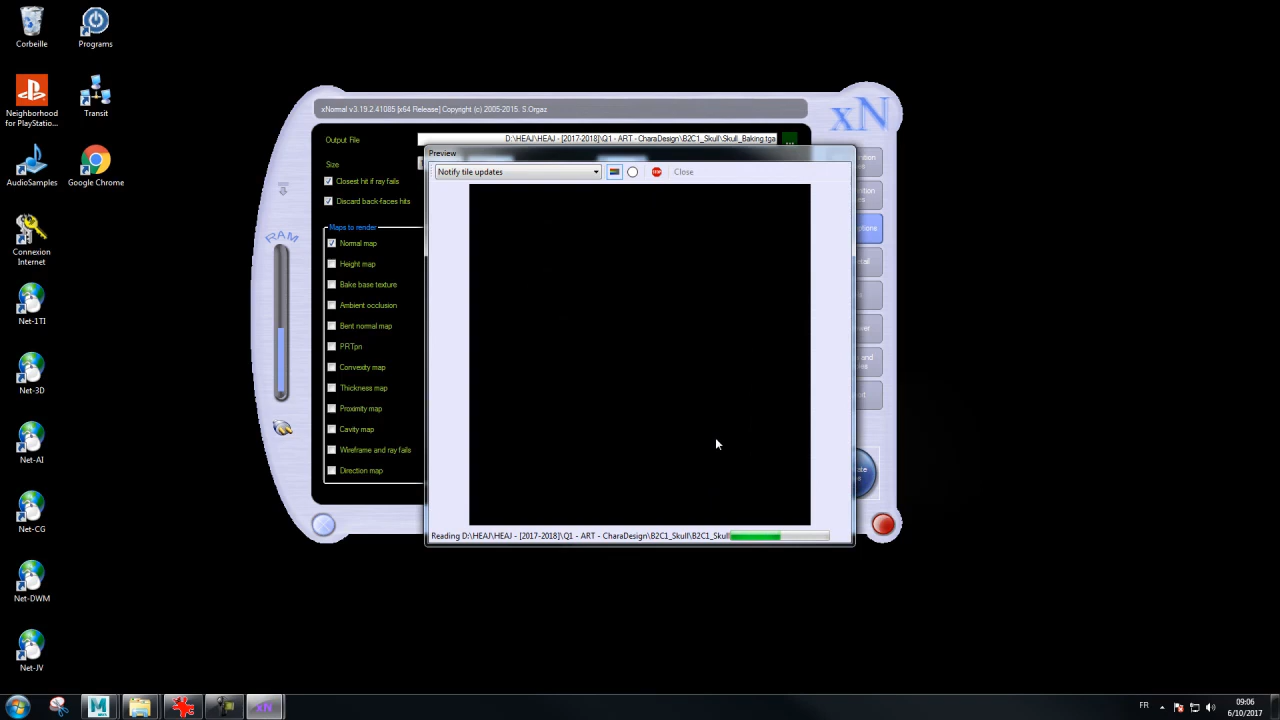 Corbeille
Programs
Neighborhood
for PlayStatio...
Transit
AudioSamples
Google Chrome
Connexion
Internet
Net-1TI
Net-3D
Net-AI
Net-CG
Net-DWM
Net-JV
xNormal v3.19.2.41085 [x64 Release] Copyright (c) 2005-2015. S.Orgaz
xN
RAM
Output File
D:\HEAJ\HEAJ - [2017-2018]\Q1 - ART - CharaDesign\B2C1_Skull\Skull_Baking.tga
...
Size
Closest hit if ray fails
Discard back-faces hits
Maps to render
Normal map
Height map
Bake base texture
Ambient occlusion
Bent normal map
PRTpn
Convexity map
Thickness map
Proximity map
Cavity map
Wireframe and ray fails
Direction map
Preview
Notify tile updates
STOP
Close
Reading D:\HEAJ\HEAJ - [2017-2018]\Q1 - ART - CharaDesign\B2C1_Skull\B2C1_Skull
M
xN
FR
09:06
6/10/2017